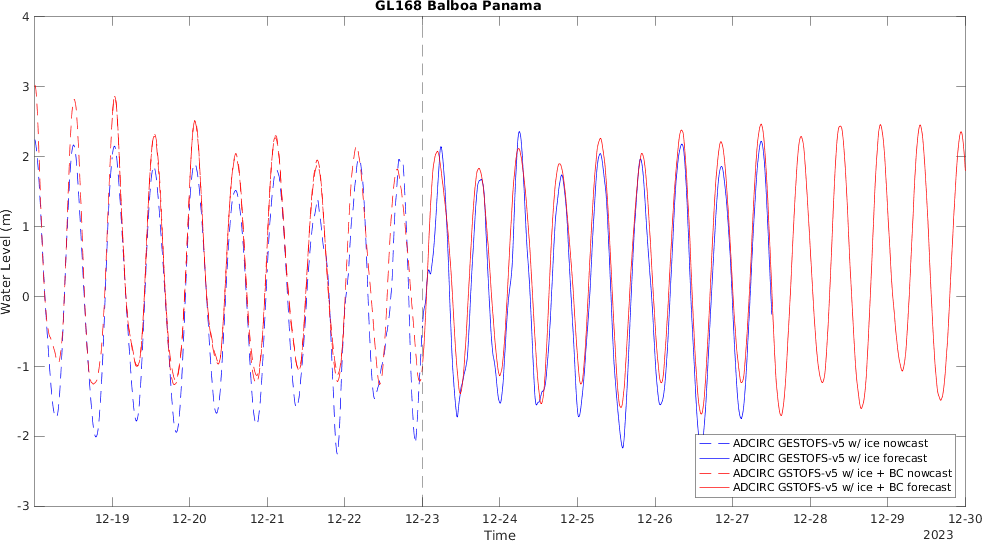 GL168 Balboa Panama
4
3
2
1
0
-1
-2
-3
Water Level (m)
ADCIRC GESTOFS-v5 w/ ice nowcast
ADCIRC GESTOFS-v5 w/ ice forecast
ADCIRC GSTOFS-v5 w/ ice + BC nowcast
ADCIRC GSTOFS-v5 w/ ice + BC forecast
12-19 12-20 12-21 12-22 12-23 12-24 12-25 12-26 12-27 12-28 12-29 12-30
Time
2023